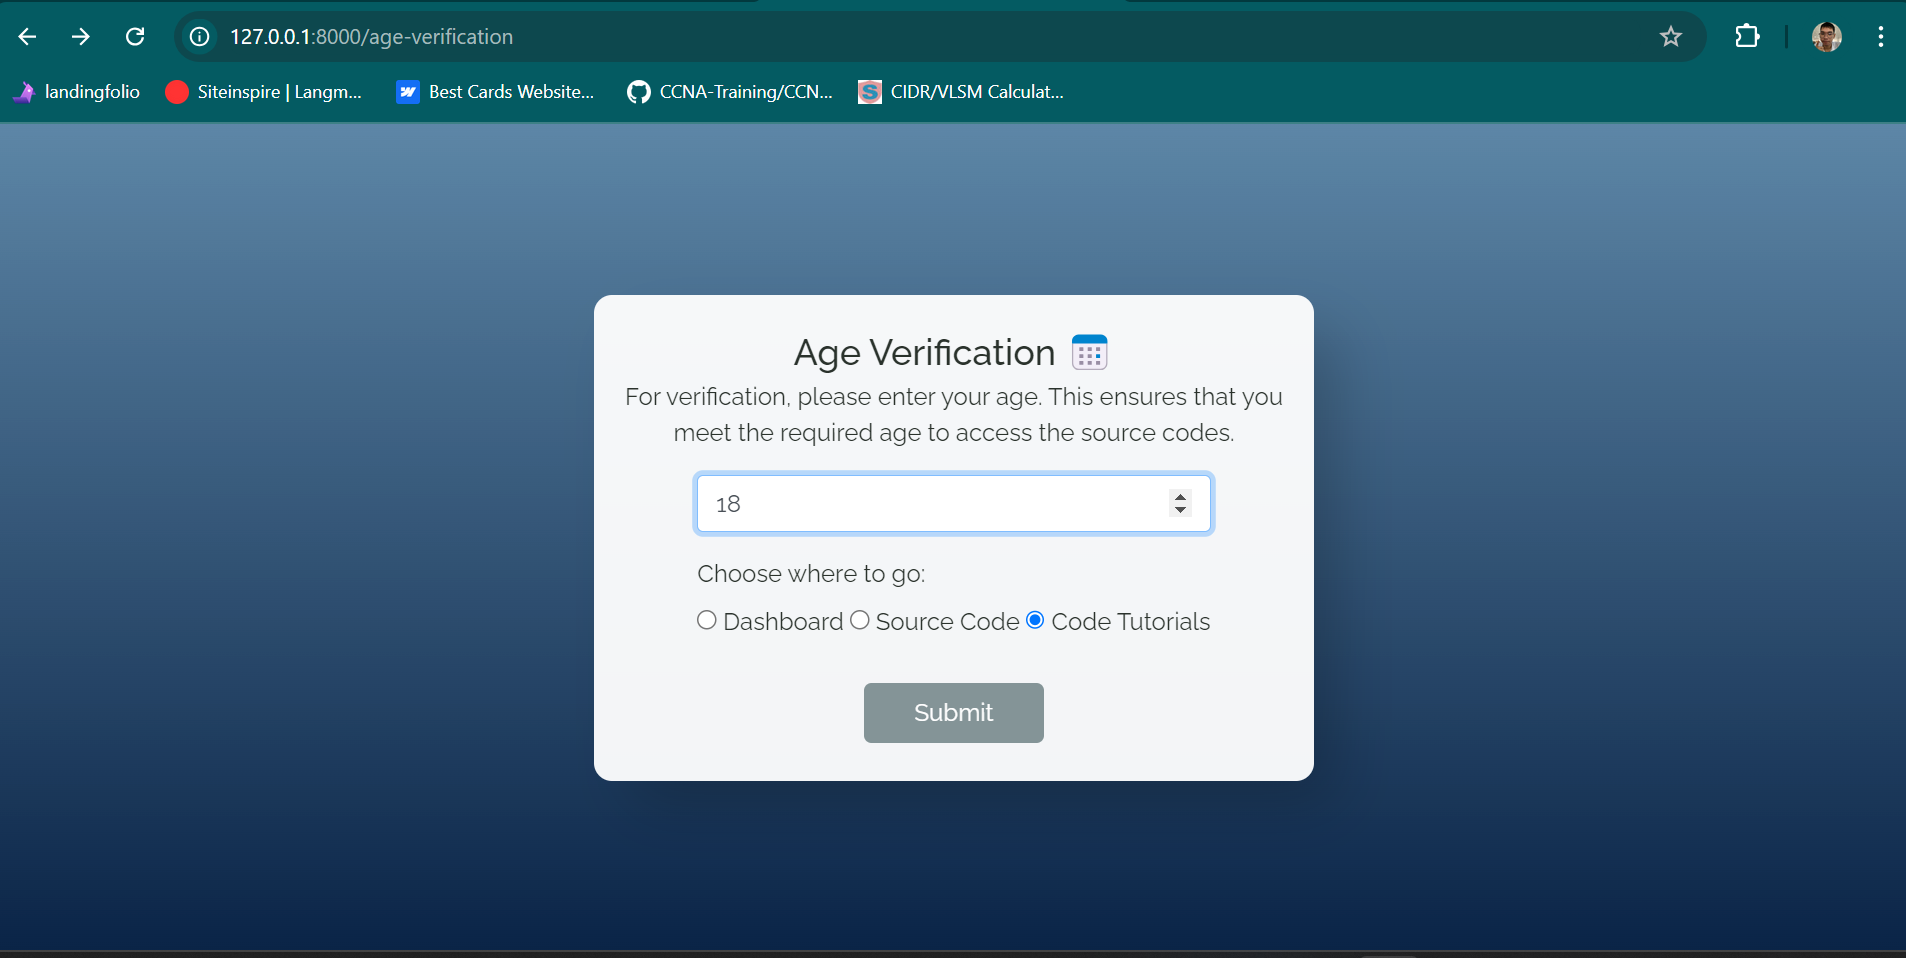 127.0.0.1:8000/age-verification
landingfolio
Siteinspire | Langm...
Best Cards Website...
CCNA-Training/CCN...
S
CIDR/VLSM Calculat...
Age Verification
For verification, please enter your age. This ensures that you
meet the required age to access the source codes.
18
Choose where to go:
Dashboard Source Code Code Tutorials
Submit